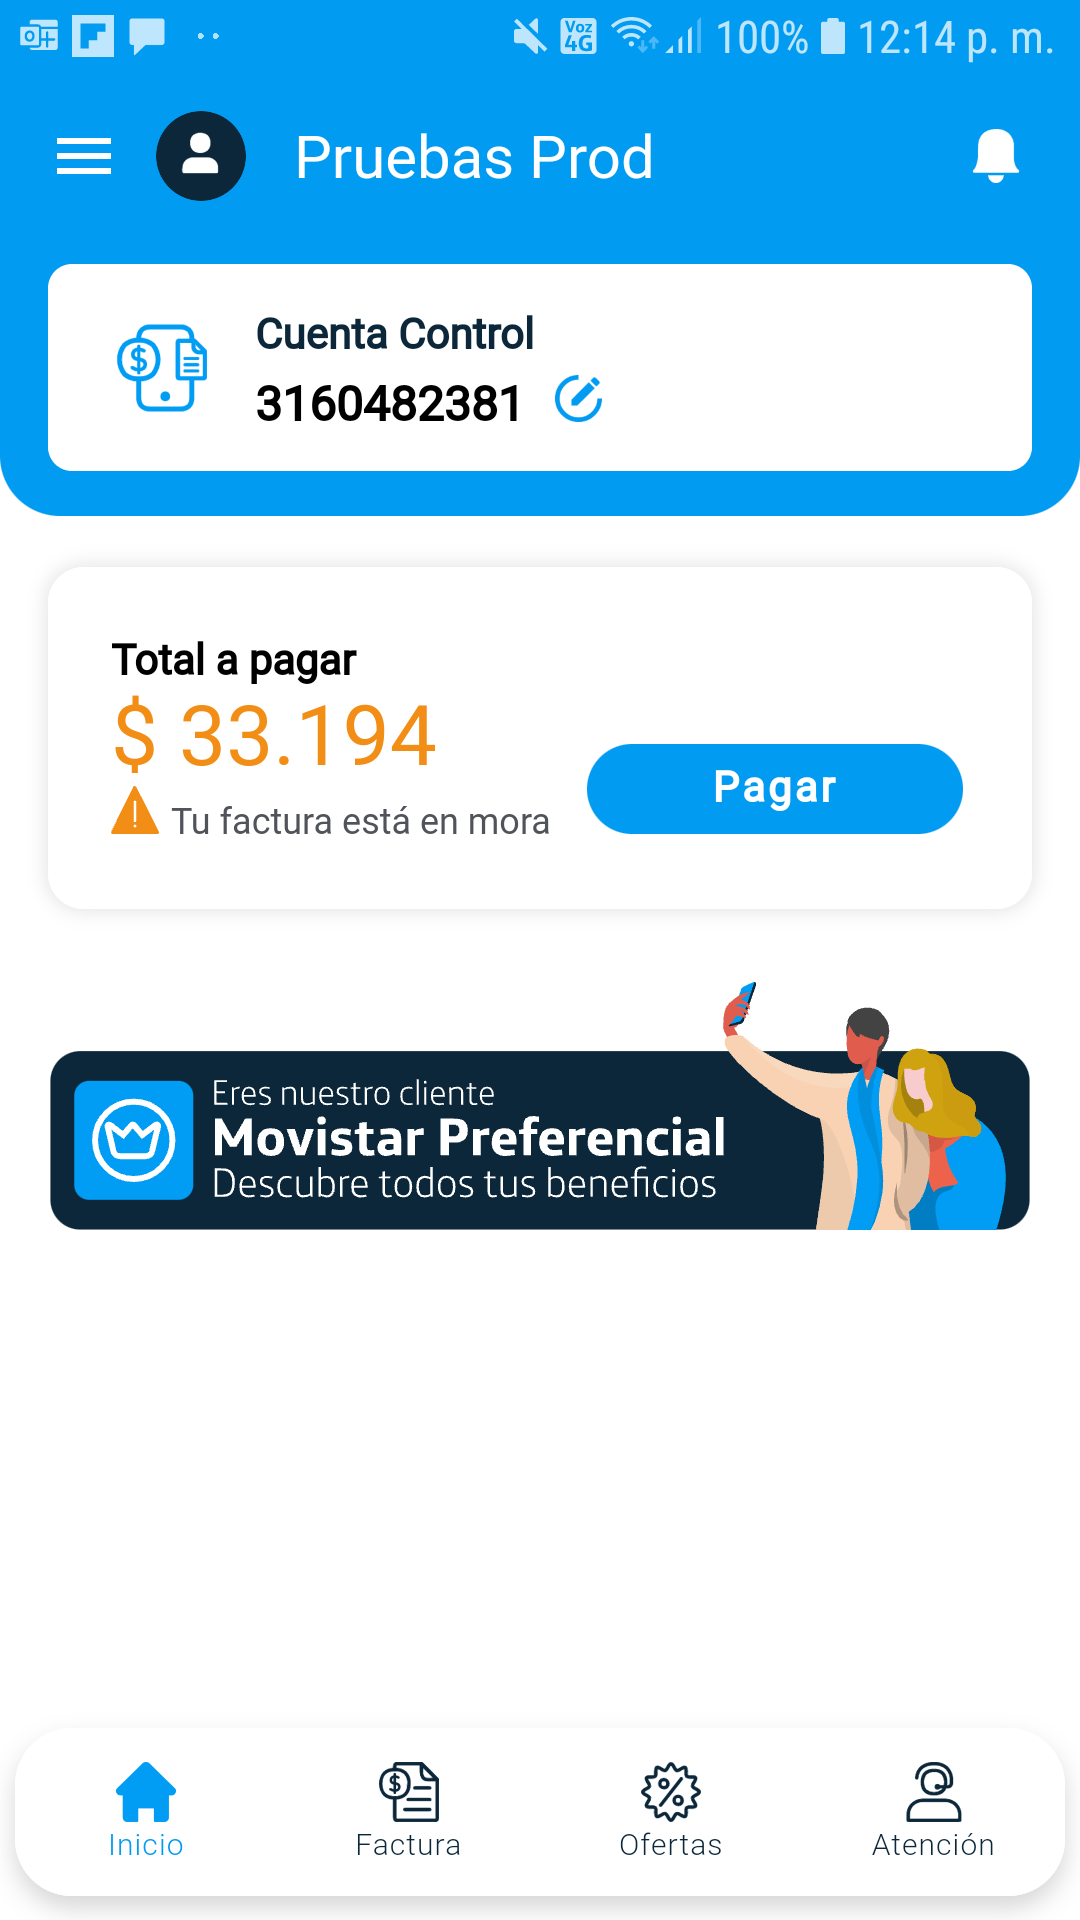 Voz 4G 100% 12:14 p. m.
Pruebas Prod
Cuenta Control
3160482381
Total a pagar
$ 33.194
Tu factura está en mora
Pagar
Eres nuestro cliente
Movistar Preferencial
Descubre todos tus beneficios
Inicio Factura Ofertas Atención